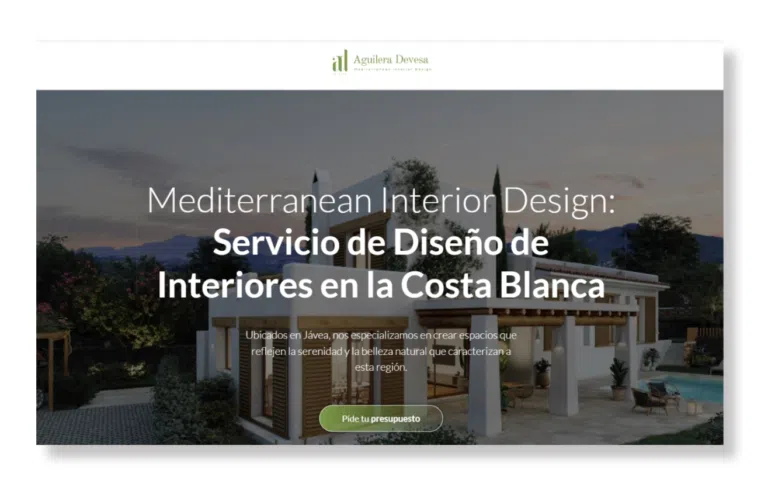 al
Aguilera Devesa
Mediterranean Interior Design
Mediterranean Interior Design:
Servicio de Diseño de
Interiores en la Costa Blanca
Ubicados en Jávea, nos especializamos en crear espacios que
reflejen la serenidad y la belleza natural que caracterizan a
esta región.
Pide tu presupuesto